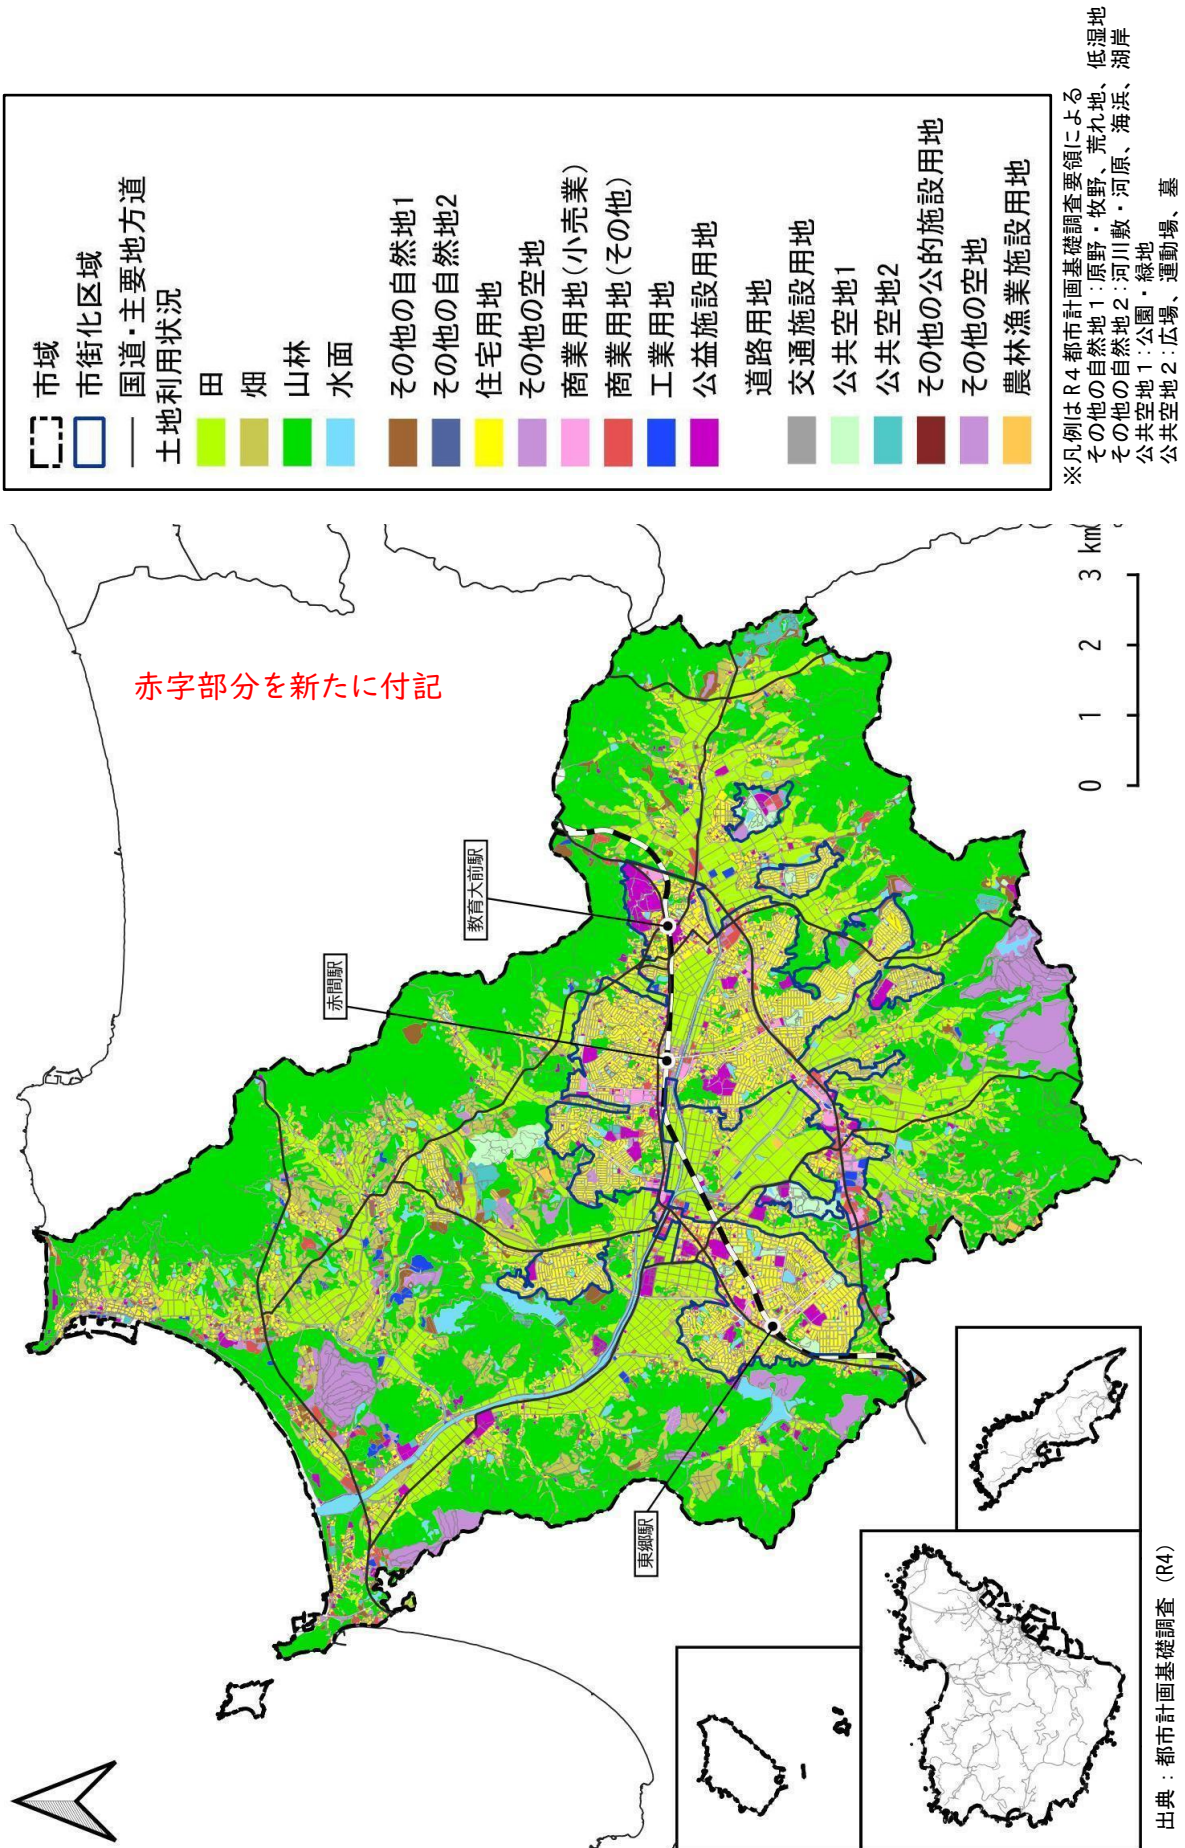 市域
市街化区域
国道・主要地方道
土地利用状況
田
畑
山林
水面
その他の自然地1
その他の自然地2
住宅用地
その他の空地
商業用地(小売業)
商業用地(その他)
工業用地
公益施設用地
道路用地
交通施設用地
公共空地1
公共空地2
その他の公的施設用地
その他の空地
農林漁業施設用地
※凡例はR4都市計画基礎調査要領による
その他の自然地1:原野・牧野、荒れ地、低湿地
その他の自然地2:河川敷・河原、海浜、湖岸
公共空地1:公園・緑地
公共空地2:広場、運動場、墓
赤字部分を新たに付記
教育大前駅
赤間駅
東郷駅
0 1 2 3 km
出典:都市計画基礎調査 (R4)